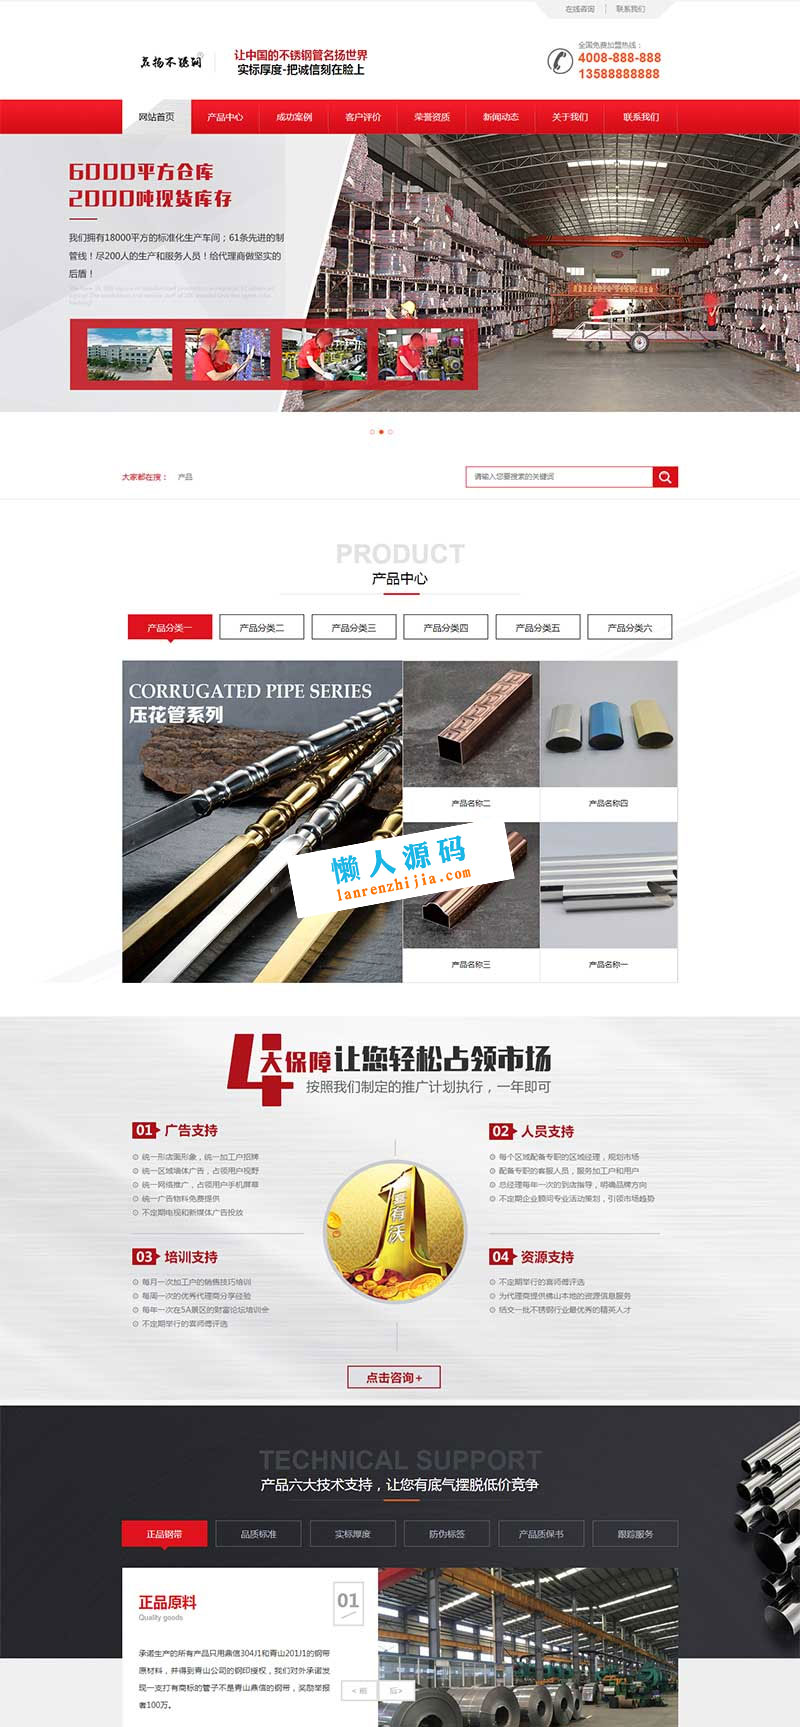 在线咨询
联系我们
让中国的不锈钢管名扬世界
实标厚度-把诚信刻在脸上
全国免费加盟热线：
4008-888-888
13588888888
网站首页
产品中心
成功案例
客户评价
荣誉资质
新闻动态
关于我们
联系我们
6000平方仓库
2000吨现货库存
我们拥有18000平方的标准化生产车间；61条先进的制
管线！尽200人的生产和服务人员！给代理商做坚实的
后盾！
大家都在搜：
产品
请输入您要搜索的关键词
PRODUCT
产品中心
产品分类一
产品分类二
产品分类三
产品分类四
产品分类五
产品分类六
CORRUGATED PIPE SERIES
压花管系列
产品名称二
产品名称四
懒人源码
lanrenzhijia.com
产品名称三
产品名称一
4大保障让您轻松占领市场
按照我们制定的推广计划执行，一年即可
01 广告支持
统一形店面形象，统一加工户招牌
统一区域墙体广告，占领用户视野
统一网络推广，占领用户手机屏幕
统一广告物料免费提供
不定期电视和新媒体广告投放
02 人员支持
每个区域配备专职的区域经理，规划市场
配备专职的客服人员，服务加工户和用户
总经理每年一次的到店指导，明确品牌方向
不定期企业顾问专业活动策划，引领市场趋势
03 培训支持
每月一次加工户的销售技巧培训
每周一次的优秀代理商分享经验
每年一次在5A景区的财富论坛培训会
不定期举行的喜师傅评选
04 资源支持
不定期举行的喜师傅评选
为代理商提供佛山本地的资源信息服务
结交一批不锈钢行业最优秀的精英人才
喜有沃
点击咨询+
TECHNICAL SUPPORT
产品六大技术支持，让您有底气摆脱低价竞争
正品钢带
品质标准
实标厚度
防伪标签
产品质保书
跟踪服务
正品原料
Quality goods
01
承诺生产的所有产品只用鼎信304J1和青山201J1的钢带
原材料，并得到青山公司的钢印授权，我们对外承诺发
现一支打有商标的管子不是青山鼎信的钢带，奖励举报
者100万。
< 前
后>